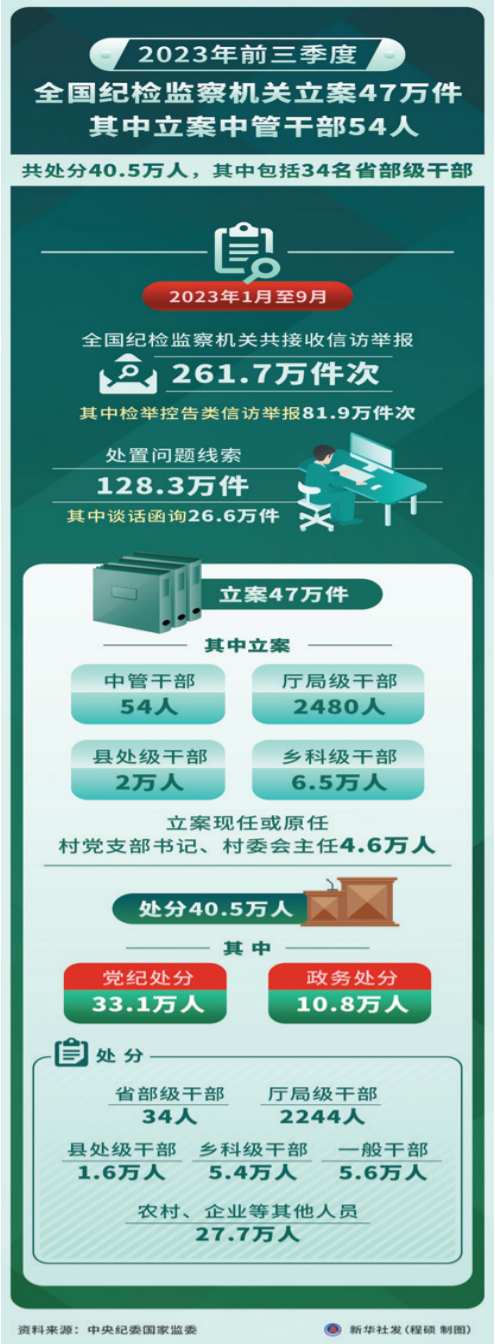 2023年前三季度
全国纪检监察机关立案47万件
其中立案中管干部54人
共处分40.5万人，其中包括34名省部级干部
2023年1月至9月
全国纪检监察机关共接收信访举报
261.7万件次
其中检举控告类信访举报81.9万件次
处置问题线索
128.3万件
其中谈话函询26.6万件
立案47万件
其中立案
中管干部 厅局级干部
54人 2480人
县处级干部 乡科级干部
2万人 6.5万人
立案现任或原任
村党支部书记、村委会主任4.6万人
处分40.5万人
其中
党纪处分 政务处分
33.1万人 10.8万人
处分
省部级干部 厅局级干部
34人 2244人
县处级干部 乡科级干部 一般干部
1.6万人 5.4万人 5.6万人
农村、企业等其他人员
27.7万人
资料来源：中央纪委国家监委 新华社发（程硕 制图）